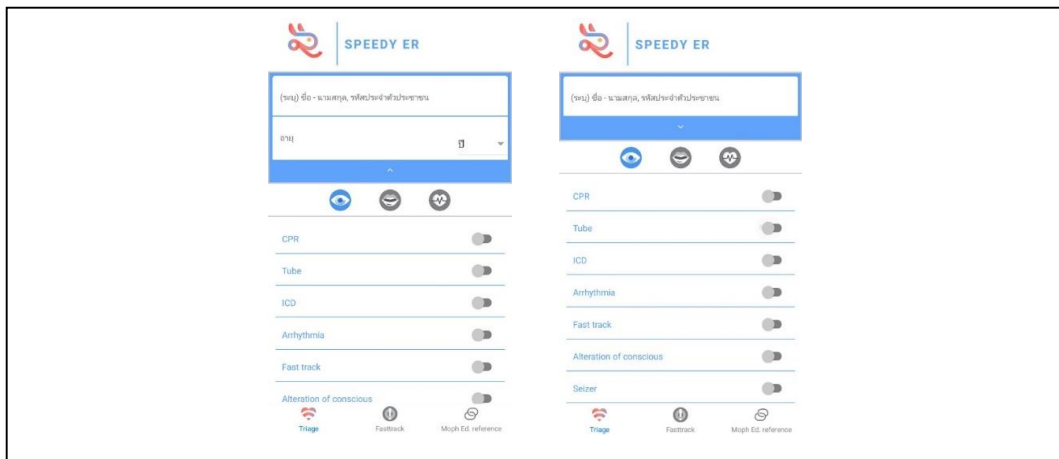 SPEEDY ER
(ระบุ) ชื่อ - นามสกุล, รหัสประจำตัวประชาชน
อายุ
ปี
CPR
Tube
ICD
Arrhythmia
Fast track
Alteration of conscious
Triage
Fasttrack
Moph Ed. reference
SPEEDY ER
(ระบุ) ชื่อ - นามสกุล, รหัสประจำตัวประชาชน
CPR
Tube
ICD
Arrhythmia
Fast track
Alteration of conscious
Seizer
Triage
Fasttrack
Moph Ed. reference